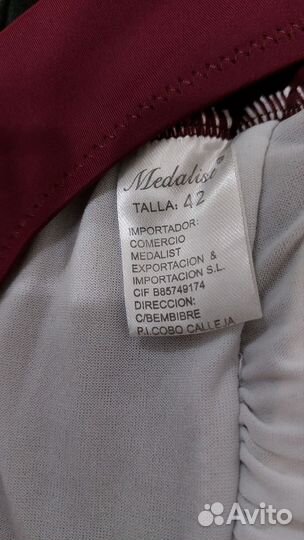 Medalist
TALLA: 42
IMPORTADOR:
COMERCIO
MEDALIST
EXPORTACION &
IMPORTACION S.L.
CIF B85749174
DIRECCION:
C/BEMBIBRE
P.I.COBO CALLEJA
Avito